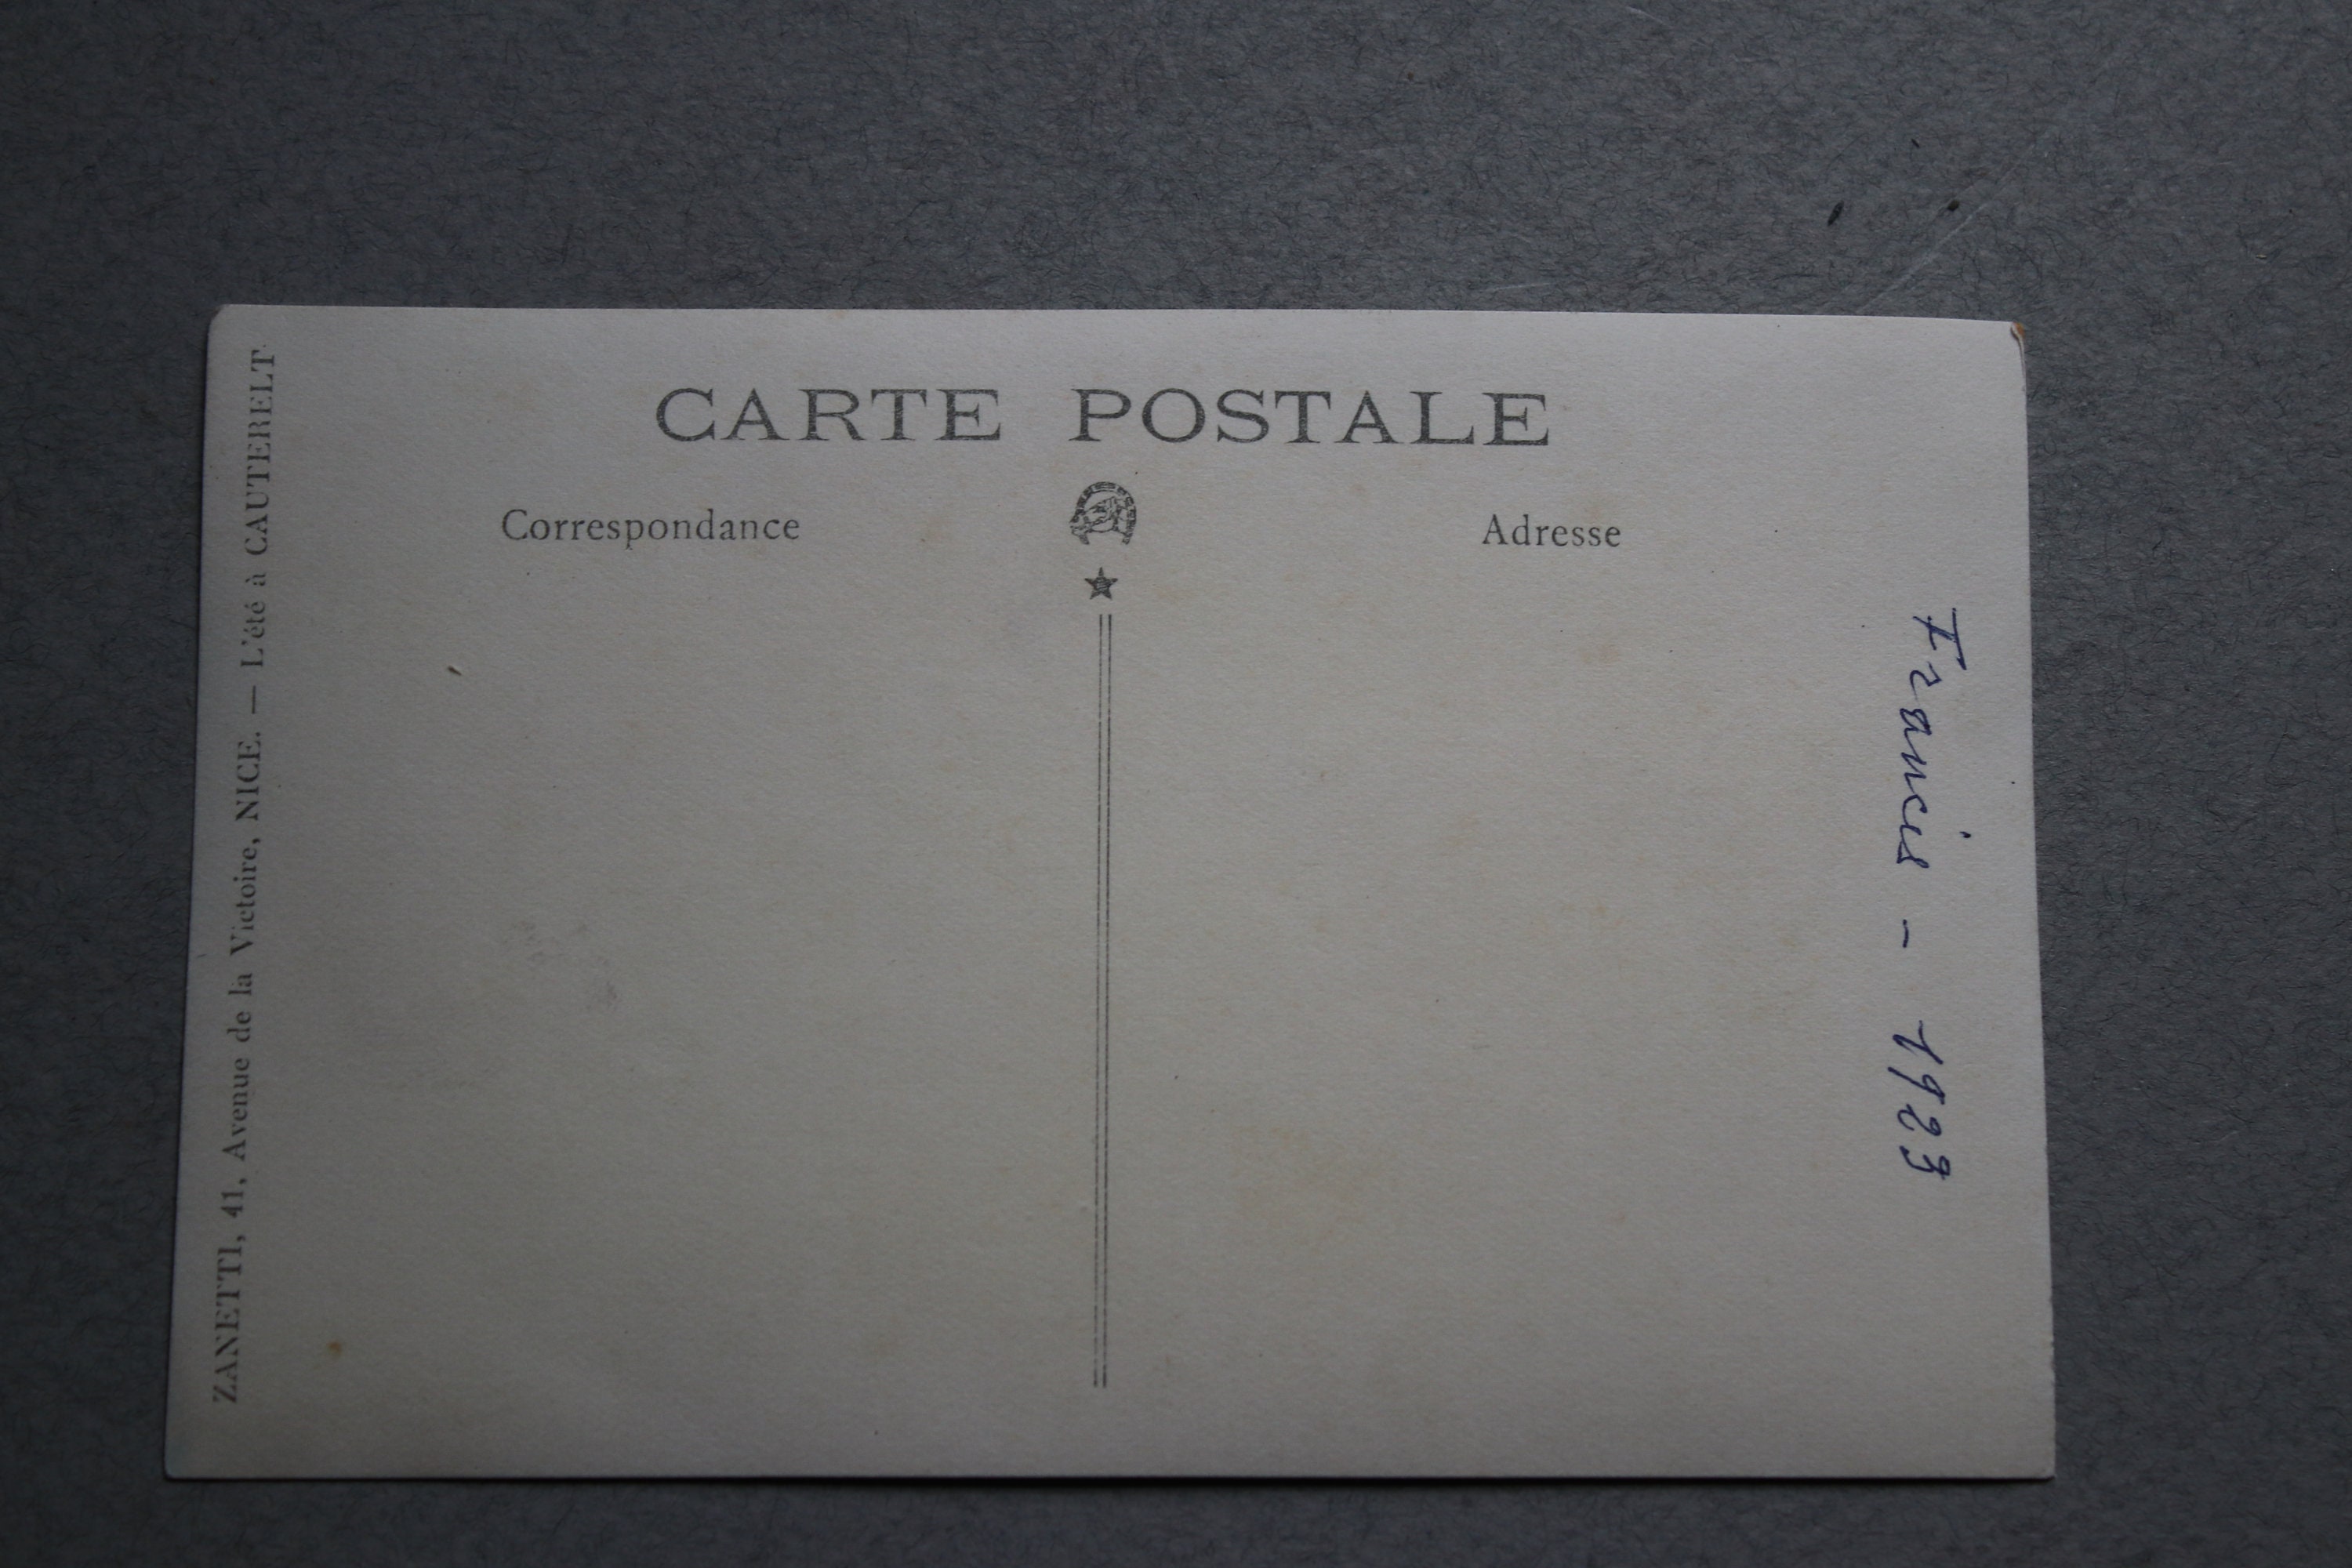 CARTE POSTALE
Correspondance
Adresse
ZANETTI, 41, Avenue de la Victoire, NICE. — L'été à CAUTERELT
Francis - 1923